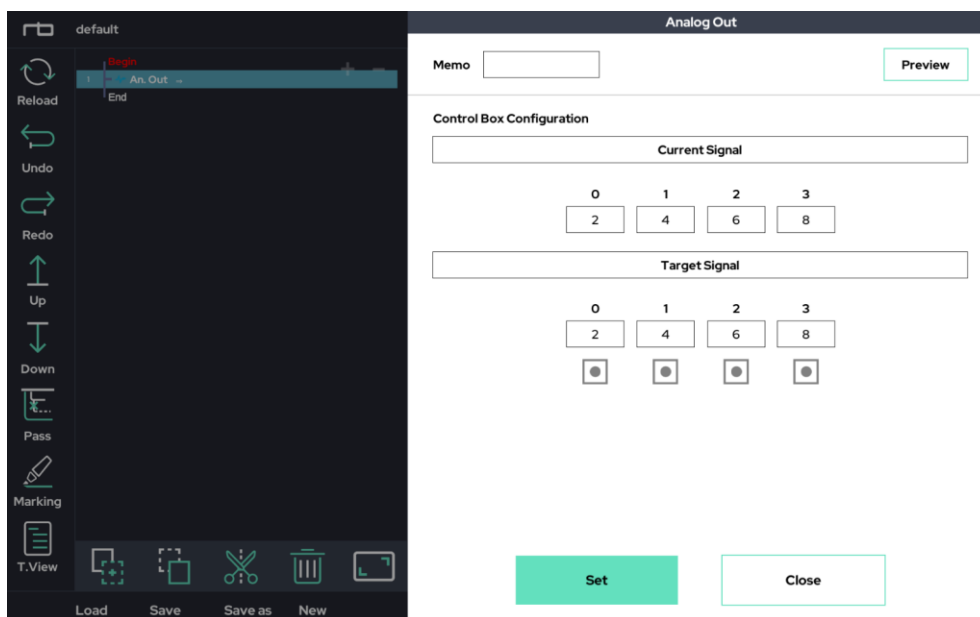 rb
default
Analog Out
Reload
Undo
Redo
Up
Down
Pass
Marking
T.View
Begin
1 An. Out →
End
Memo
Preview
Control Box Configuration
Current Signal
0 1 2 3
2 4 6 8
Target Signal
0 1 2 3
2 4 6 8
Set
Close
Load Save Save as New